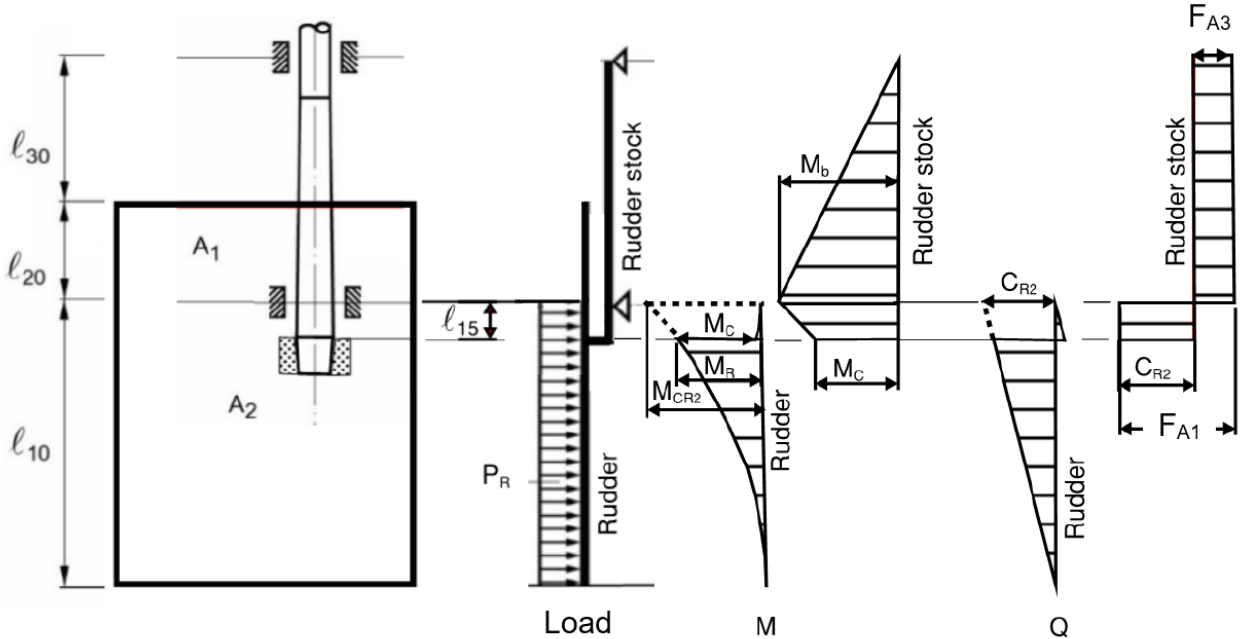 ℓ30
ℓ20
ℓ10
A1
A2
ℓ15
PR
Rudder
Rudder stock
Load
MC
MR
MCR2
Rudder
M
Mb
MC
Rudder stock
CR2
Rudder
Q
FA3
Rudder stock
CR2
FA1